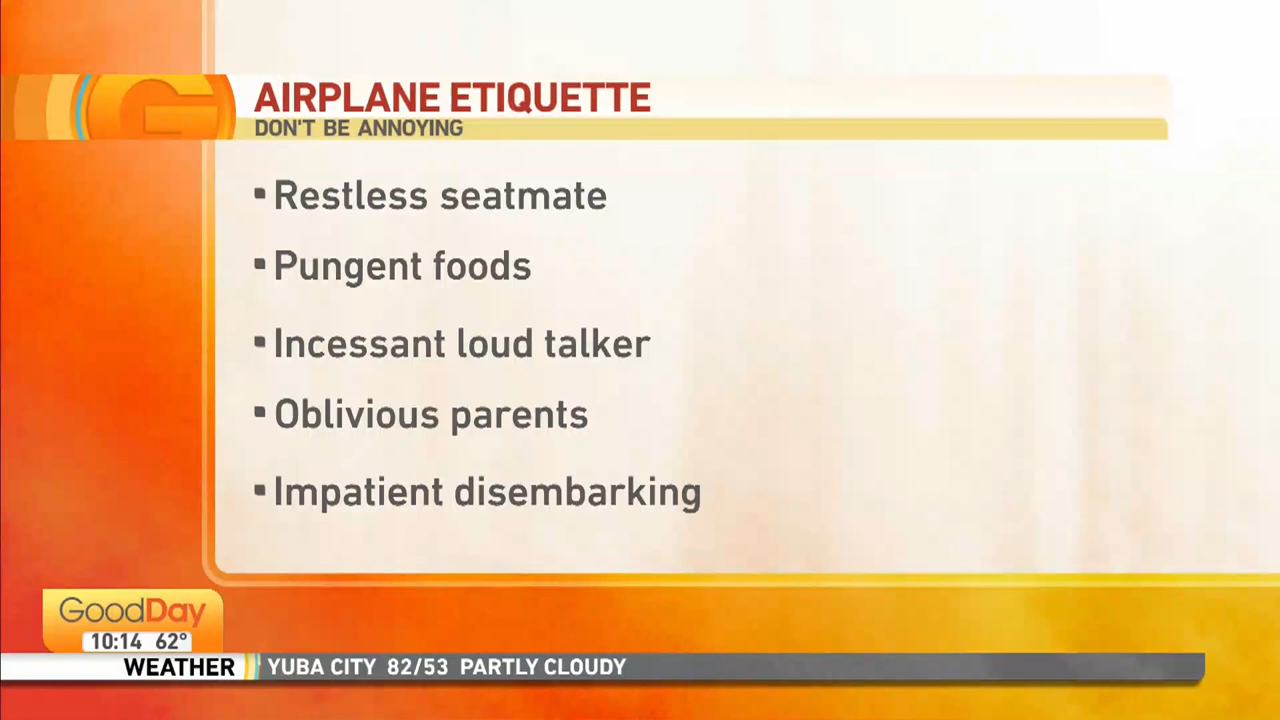 AIRPLANE ETIQUETTE
DON'T BE ANNOYING
▪ Restless seatmate
▪ Pungent foods
▪ Incessant loud talker
▪ Oblivious parents
▪ Impatient disembarking
GoodDay
10:14 62°
WEATHER YUBA CITY 82/53 PARTLY CLOUDY